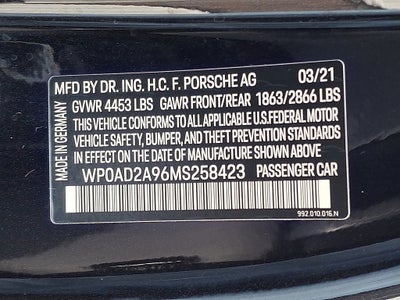 MFD BY DR. ING. H.C. F. PORSCHE AG 03/21
GVWR 4453 LBS GAWR FRONT/REAR 1863/2866 LBS
THIS VEHICLE CONFORMS TO ALL APPLICABLE U.S.FEDERAL MOTOR
VEHICLE SAFETY, BUMPER, AND THEFT PREVENTION STANDARDS
IN EFFECT ON THE DATE OF MANUFACTURE SHOWN ABOVE.
WP0AD2A96MS258423 PASSENGER CAR
992.010.016.N
MADE IN GERMANY